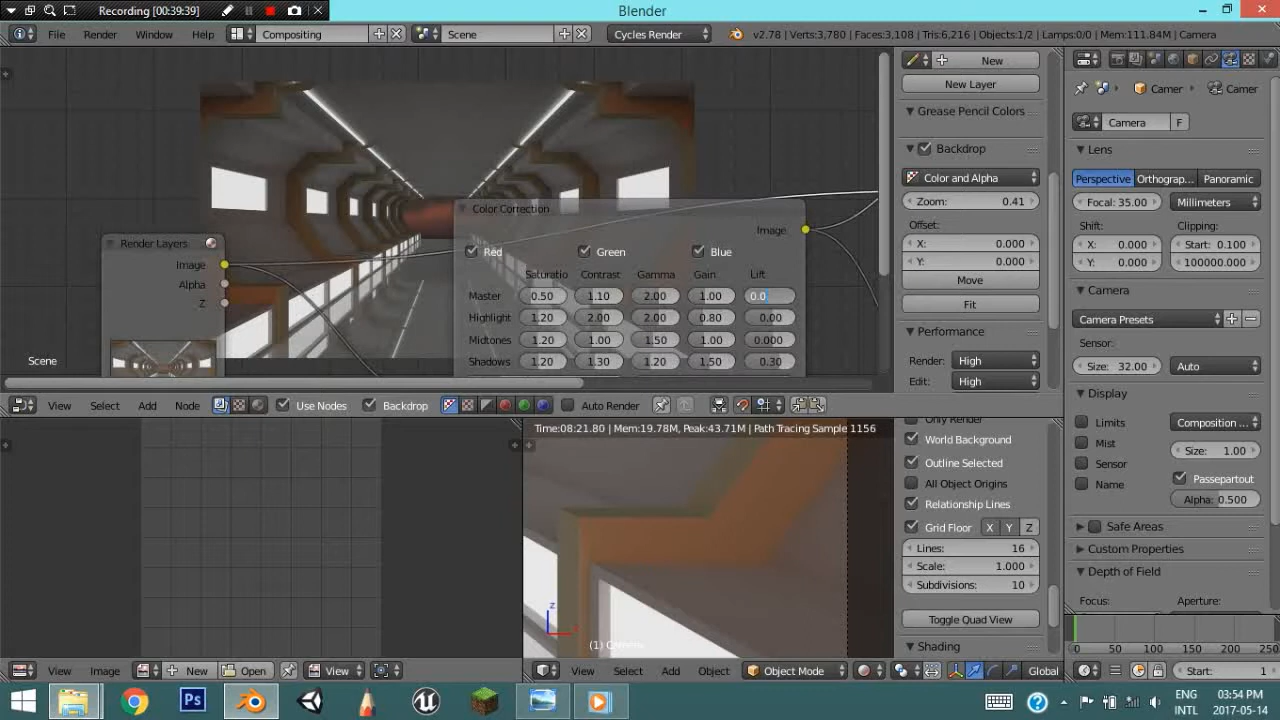 Recording [00:39:39]
Blender
File Render Window Help
Compositing
Scene
Cycles Render
v2.78 | Verts:3,780 | Faces:3,108 | Tris:6,216 | Objects:1/2 | Lamps:0/0 | Mem:111.84M | Camera
New
New Layer
Grease Pencil Colors
Backdrop
Color and Alpha
Zoom: 0.41
Offset:
X: 0.000
Y: 0.000
Move
Fit
Performance
Render: High
Edit: High
Camer Camer
Camera F
Lens
Perspective Orthograp... Panoramic
Focal: 35.00 Millimeters
Shift: Clipping:
X: 0.000 Start: 0.100
Y: 0.000 100000.000
Camera
Camera Presets
Sensor:
Size: 32.00 Auto
Display
Limits Composition ...
Mist Size: 1.00
Sensor Passepartout
Name Alpha: 0.500
Safe Areas
Custom Properties
Depth of Field
Focus: Aperture:
Render Layers
Image
Alpha
Z
Scene
Color Correction
Image
Red Green Blue
Saturatio Contrast Gamma Gain Lift
Master 0.50 1.10 2.00 1.00 0.0
Highlight 1.20 2.00 2.00 0.80 0.00
Midtones 1.20 1.00 1.50 1.00 0.000
Shadows 1.20 1.30 1.20 1.50 0.30
View Select Add Node Use Nodes Backdrop Auto Render
Time:08:21.80 | Mem:19.78M, Peak:43.71M | Path Tracing Sample 1156
z
Only Render
World Background
Outline Selected
All Object Origins
Relationship Lines
Grid Floor X Y Z
Lines: 16
Scale: 1.000
Subdivisions: 10
Toggle Quad View
Shading
0 50 100 150 200 250
View Image New Open View
View Select Add Object Object Mode Global
Start: 1
Ps
ENG 03:54 PM
INTL 2017-05-14